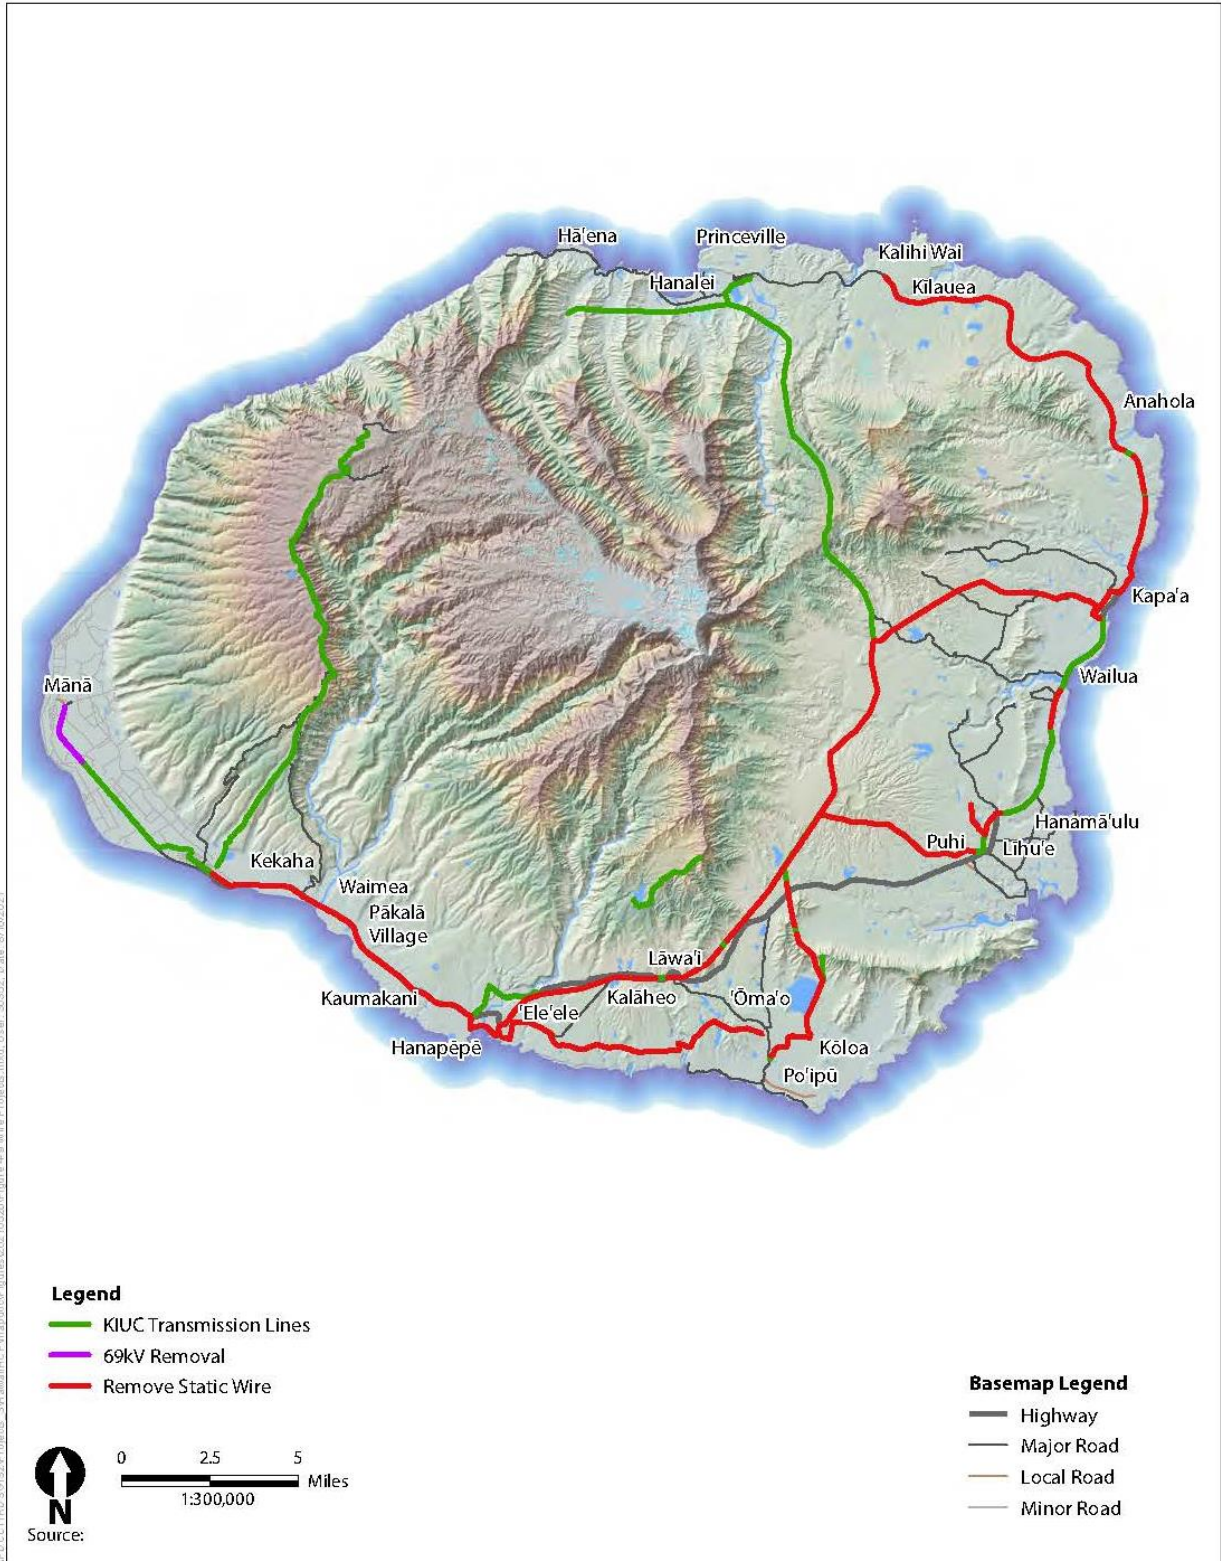 Hā'ena
Princeville
Kalihi Wai
Hanalei
Kīlauea
Anahola
Kapa'a
Wailua
Mānā
Hanamā'ulu
Puhi
Līhu'e
Kekaha
Waimea
Pākalā
Village
Lāwa'i
Kaumakani
Kalāheo
'Ōma'o
'Ele'ele
Hanapēpē
Kōloa
Po'ipū
Legend
KIUC Transmission Lines
69kV Removal
Remove Static Wire
Basemap Legend
Highway
Major Road
Local Road
Minor Road
0 2.5 5
Miles
1:300,000
N
Source: